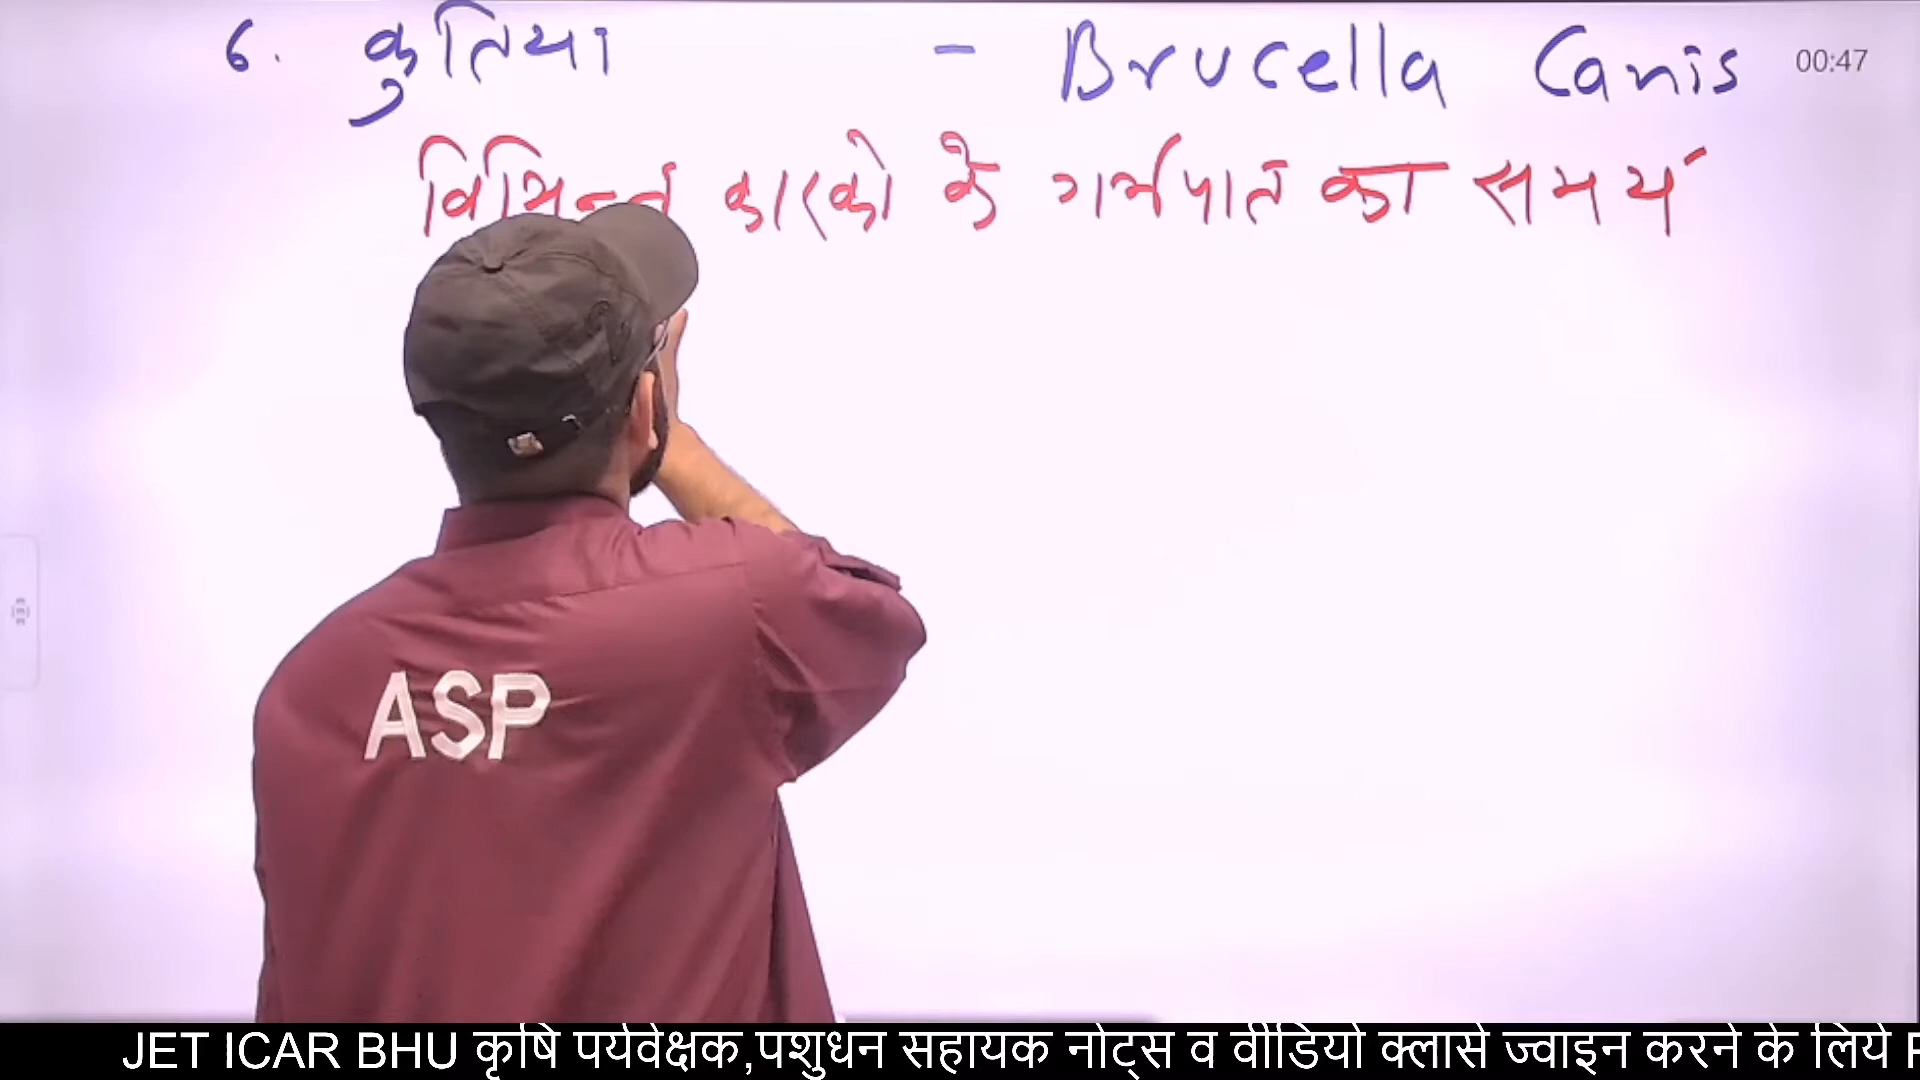 6. कुतिया - Brucella Canis
00:47
विभिन्न कारको के गर्भपात का समय
ASP
JET ICAR BHU कृषि पर्यवेक्षक,पशुधन सहायक नोट्स व वीडियो क्लासे ज्वाइन करने के लिये